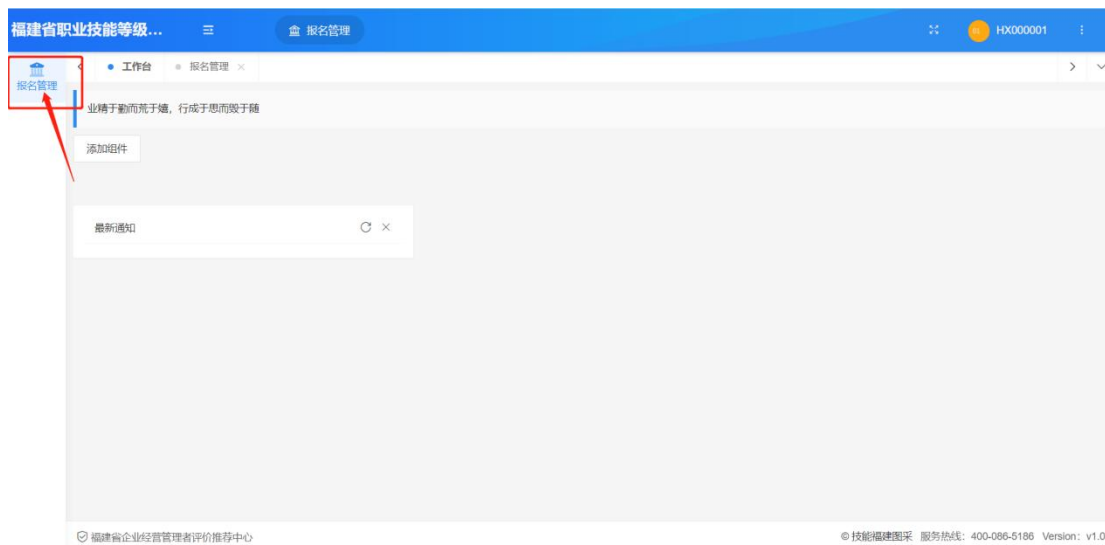 福建省职业技能等级...
报名管理
HX000001
报名管理
工作台
报名管理
业精于勤而荒于嬉，行成于思而毁于随
添加组件
最新通知
福建省企业经营管理者评价推荐中心
©技能福建图采 服务热线：400-086-5186 Version：v1.0